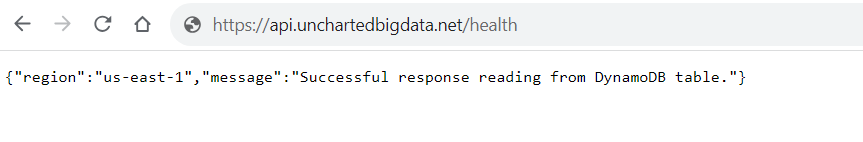 https://api.unchartedbigdata.net/health
{"region":"us-east-1","message":"Successful response reading from DynamoDB table."}